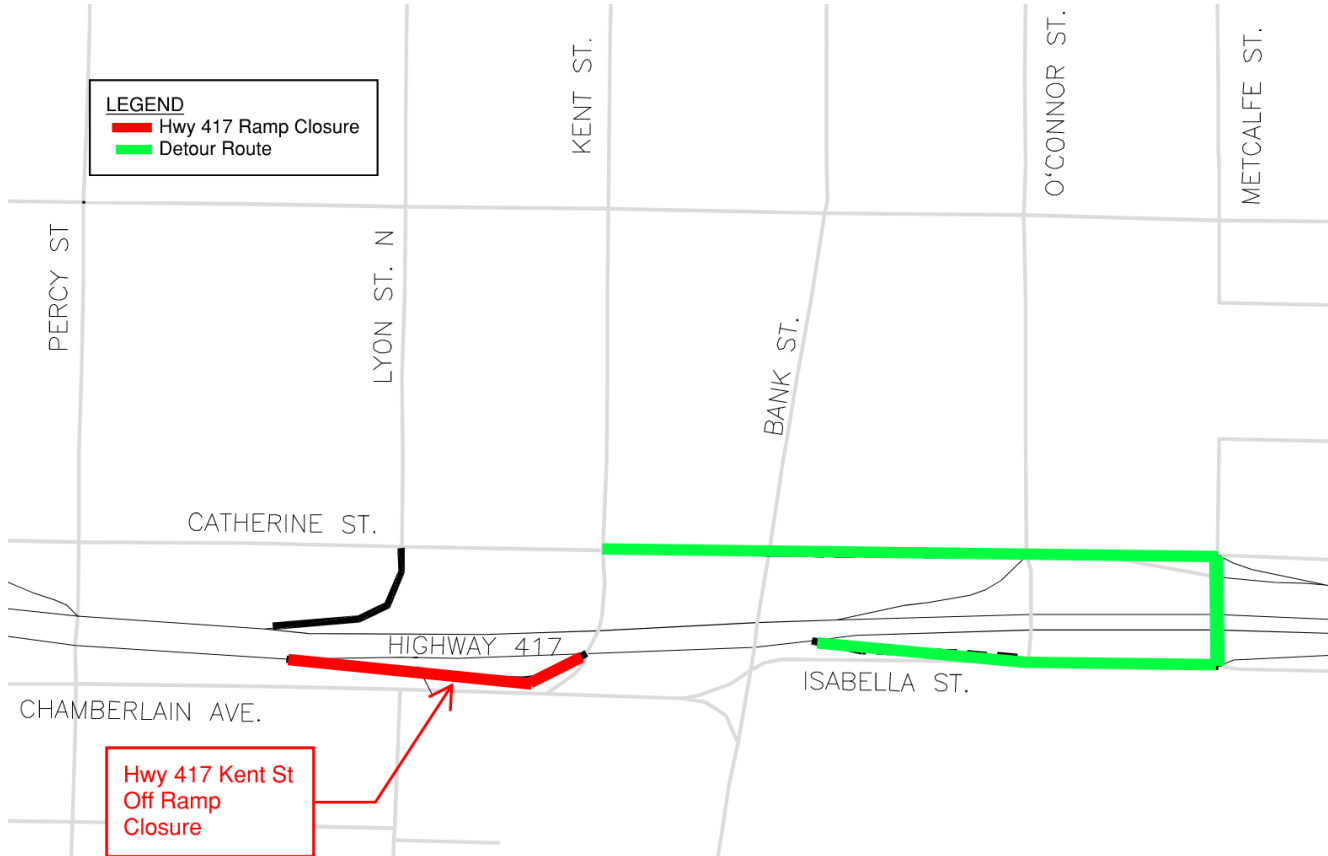 KENT ST.
O'CONNOR ST.
METCALFE ST.
LEGEND
Hwy 417 Ramp Closure
Detour Route
PERCY ST
LYON ST. N
BANK ST.
CATHERINE ST.
HIGHWAY 417
ISABELLA ST.
CHAMBERLAIN AVE.
Hwy 417 Kent St
Off Ramp
Closure